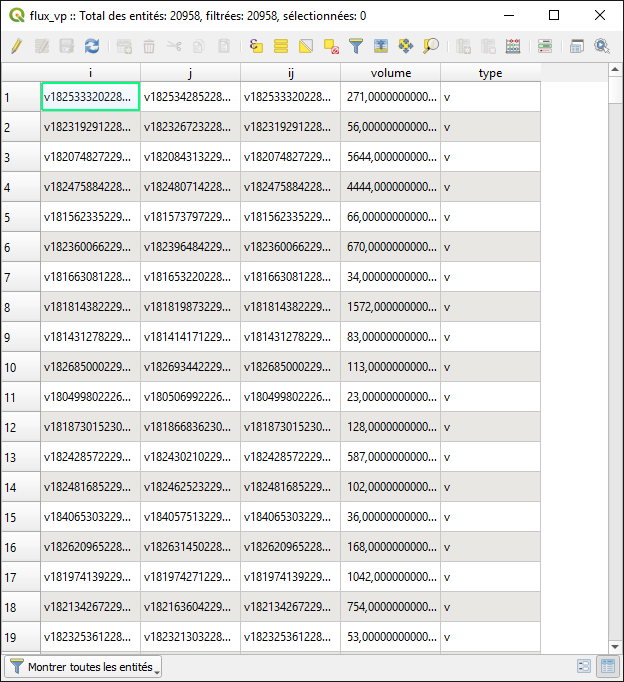 flux_vp :: Total des entités: 20958, filtrées: 20958, sélectionnées: 0
i j ij volume type
1 v182533320228... v182534285228... v182533320228... 271,0000000000... v
2 v182319291228... v182326723228... v182319291228... 56,00000000000... v
3 v182074827229... v182084313229... v182074827229... 5644,000000000... v
4 v182475884228... v182480714228... v182475884228... 4444,000000000... v
5 v181562335229... v181573797229... v181562335229... 66,00000000000... v
6 v182360066229... v182396484229... v182360066229... 670,0000000000... v
7 v181663081228... v181653220228... v181663081228... 34,00000000000... v
8 v181814382229... v181819873229... v181814382229... 1572,000000000... v
9 v181431278229... v181414171229... v181431278229... 83,00000000000... v
10 v182685000229... v182693442229... v182685000229... 113,0000000000... v
11 v180499802226... v180506992226... v180499802226... 23,00000000000... v
12 v181873015230... v181866836230... v181873015230... 128,0000000000... v
13 v182428572229... v182430210229... v182428572229... 587,0000000000... v
14 v182481685229... v182462523229... v182481685229... 102,0000000000... v
15 v184065303229... v184057513229... v184065303229... 36,00000000000... v
16 v182620965228... v182631450228... v182620965228... 168,0000000000... v
17 v181974139229... v181974271229... v181974139229... 1042,000000000... v
18 v182134267229... v182163604229... v182134267229... 754,0000000000... v
19 v182325361228... v182321303228... v182325361228... 53,00000000000... v
Montrer toutes les entités